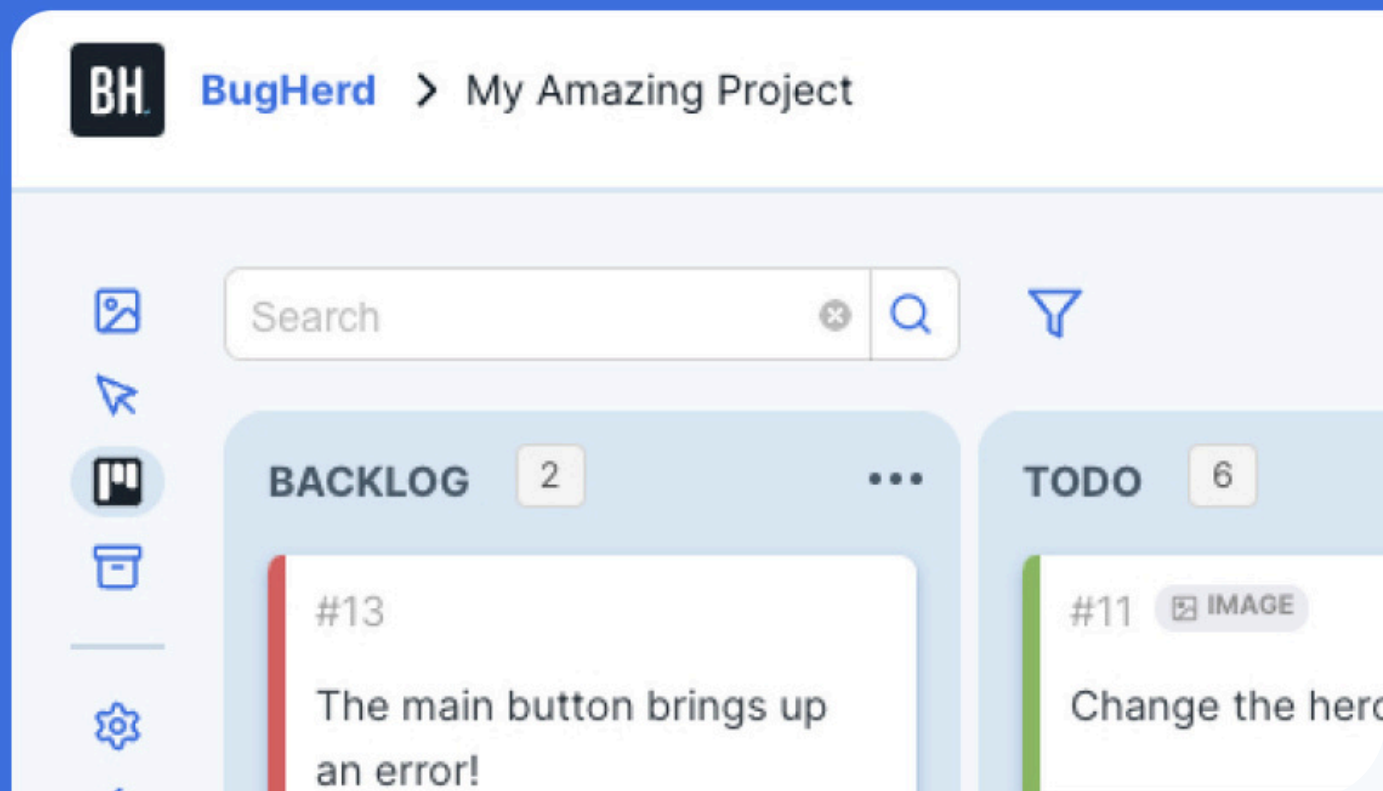 BH
BugHerd > My Amazing Project
Search
BACKLOG 2
TODO 6
#13
The main button brings up
an error!
#11 IMAGE
Change the